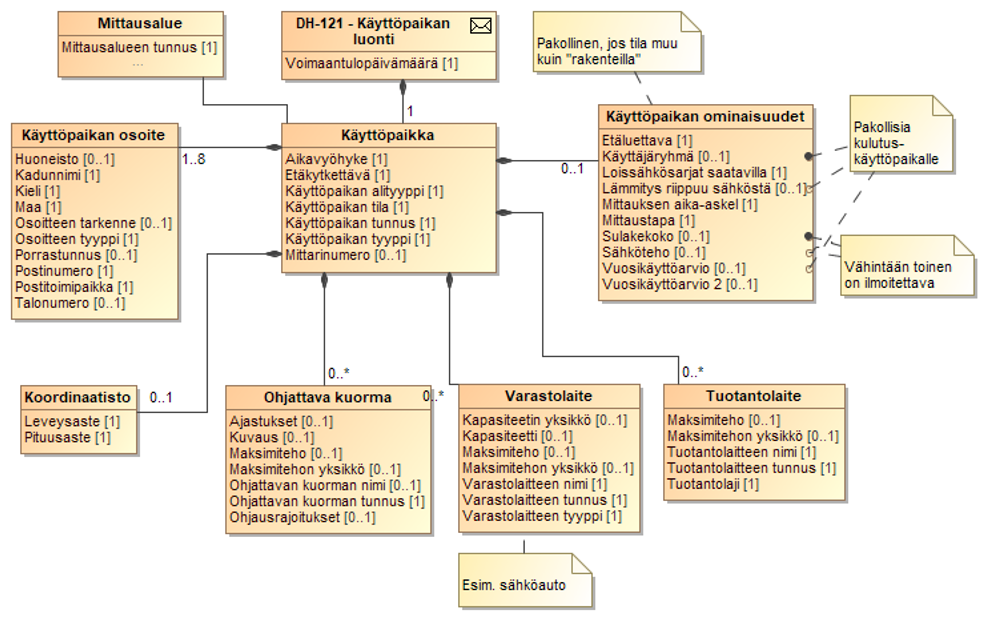 Mittausalue
Mittausalueen tunnus [1]
...
DH-121 - Käyttöpaikan
luonti
Voimaantulopäivämäärä [1]
1
Pakollinen, jos tila muu
kuin "rakenteilla"
Käyttöpaikan osoite
Huoneisto [0..1]
Kadunnimi [1]
Kieli [1]
Maa [1]
Osoitteen tarkenne [0..1]
Osoitteen tyyppi [1]
Porrastunnus [0..1]
Postinumero [1]
Postitoimipaikka [1]
Talonumero [0..1]
1..8
Käyttöpaikka
Aikavyöhyke [1]
Etäkytkettävä [1]
Käyttöpaikan alityyppi [1]
Käyttöpaikan tila [1]
Käyttöpaikan tunnus [1]
Käyttöpaikan tyyppi [1]
Mittarinumero [0..1]
0..1
Käyttöpaikan ominaisuudet
Etäluettava [1]
Käyttäjäryhmä [0..1]
Loissähkösarjat saatavilla [1]
Lämmitys riippuu sähköstä [0..1]
Mittauksen aika-askel [1]
Mittaustapa [1]
Sulakekoko [0..1]
Sähköteho [0..1]
Vuosikäyttöarvio [0..1]
Vuosikäyttöarvio 2 [0..1]
Pakollisia
kulutus-
käyttöpaikalle
Vähintään toinen
on ilmoitettava
Koordinaatisto
Leveysaste [1]
Pituusaste [1]
0..1
0..*
Ohjattava kuorma
Ajastukset [0..1]
Kuvaus [0..1]
Maksimiteho [0..1]
Maksimitehon yksikkö [0..1]
Ohjattavan kuorman nimi [0..1]
Ohjattavan kuorman tunnus [1]
Ohjausrajoitukset [0..1]
0..*
Varastolaite
Kapasiteetin yksikkö [0..1]
Kapasiteetti [0..1]
Maksimiteho [0..1]
Maksimitehon yksikkö [0..1]
Varastolaitteen nimi [1]
Varastolaitteen tunnus [1]
Varastolaitteen tyyppi [1]
0..*
Tuotantolaite
Maksimiteho [0..1]
Maksimitehon yksikkö [0..1]
Tuotantolaitteen nimi [1]
Tuotantolaitteen tunnus [1]
Tuotantolaji [1]
Esim. sähköauto